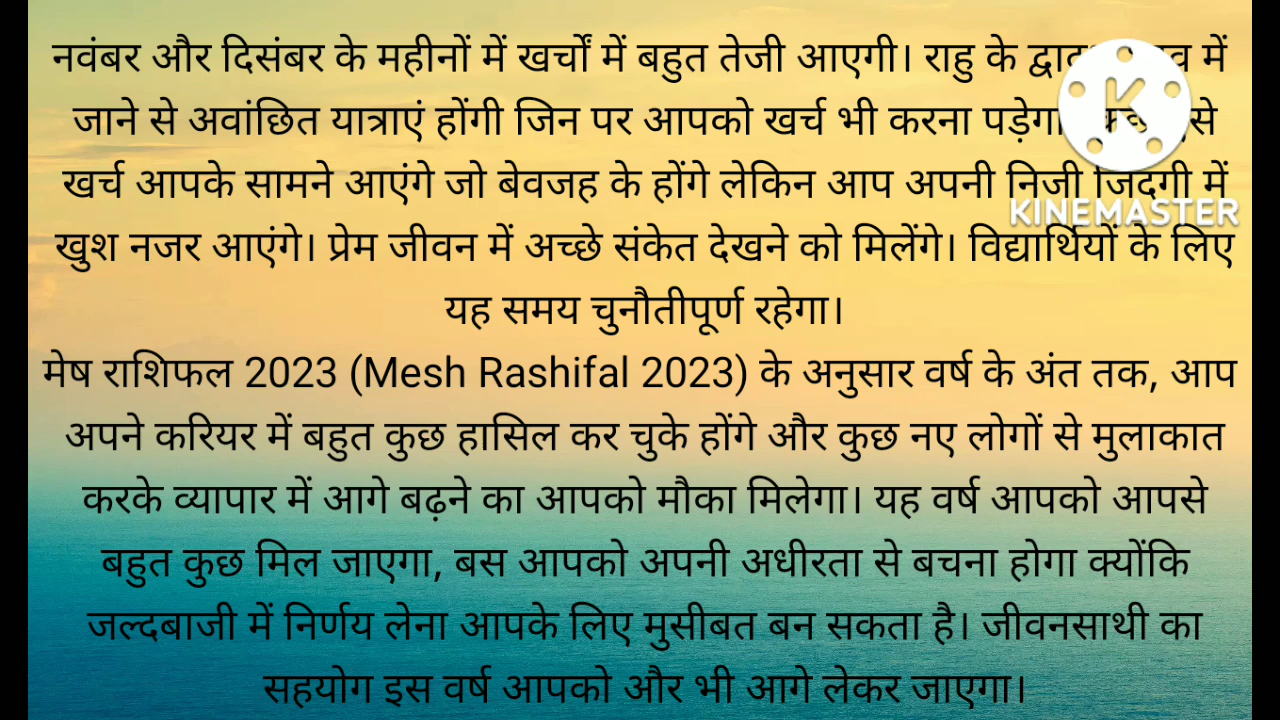 नवंबर और दिसंबर के महीनों में खर्चों में बहुत तेजी आएगी। राहु के में
जाने से अवांछित यात्राएं होंगी जिन पर आपको खर्च भी करना पड़ेगा
खर्च आपके सामने आएंगे जो बेवजह के होंगे लेकिन आप अपनी निजी जिंदगी में
KINEMASTER
खुश नजर आएंगे। प्रेम जीवन में अच्छे संकेत देखने को मिलेंगे। विद्यार्थियों के लिए
यह समय चुनौतीपूर्ण रहेगा।
मेष राशिफल 2023 (Mesh Rashifal 2023) के अनुसार वर्ष के अंत तक, आप
अपने करियर में बहुत कुछ हासिल कर चुके होंगे और कुछ नए लोगों से मुलाकात
करके व्यापार में आगे बढ़ने का आपको मौका मिलेगा। यह वर्ष आपको आपसे
बहुत कुछ मिल जाएगा, बस आपको अपनी अधीरता से बचना होगा क्योंकि
जल्दबाजी में निर्णय लेना आपके लिए मुसीबत बन सकता है। जीवनसाथी का
सहयोग इस वर्ष आपको और भी आगे लेकर जाएगा।